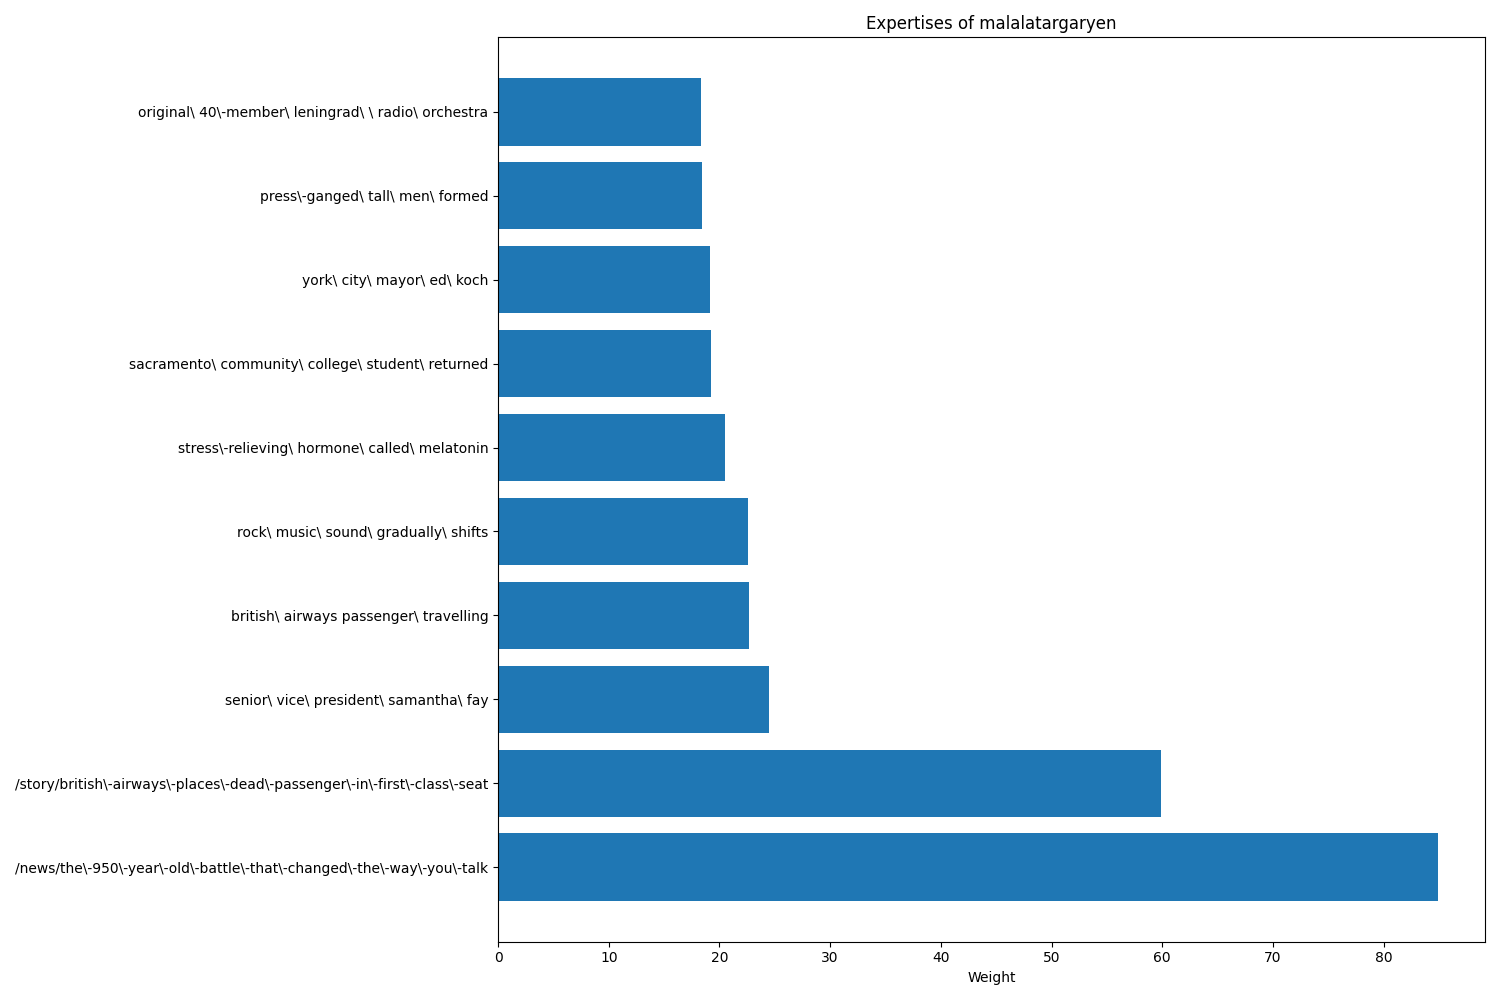 Expertises of malalatargaryen
original\ 40\-member\ leningrad\ \ radio\ orchestra
press\-ganged\ tall\ men\ formed
york\ city\ mayor\ ed\ koch
sacramento\ community\ college\ student\ returned
stress\-relieving\ hormone\ called\ melatonin
rock\ music\ sound\ gradually\ shifts
british\ airways passenger\ travelling
senior\ vice\ president\ samantha\ fay
/story/british\-airways\-places\-dead\-passenger\-in\-first\-class\-seat
/news/the\-950\-year\-old\-battle\-that\-changed\-the\-way\-you\-talk
0 10 20 30 40 50 60 70 80
Weight